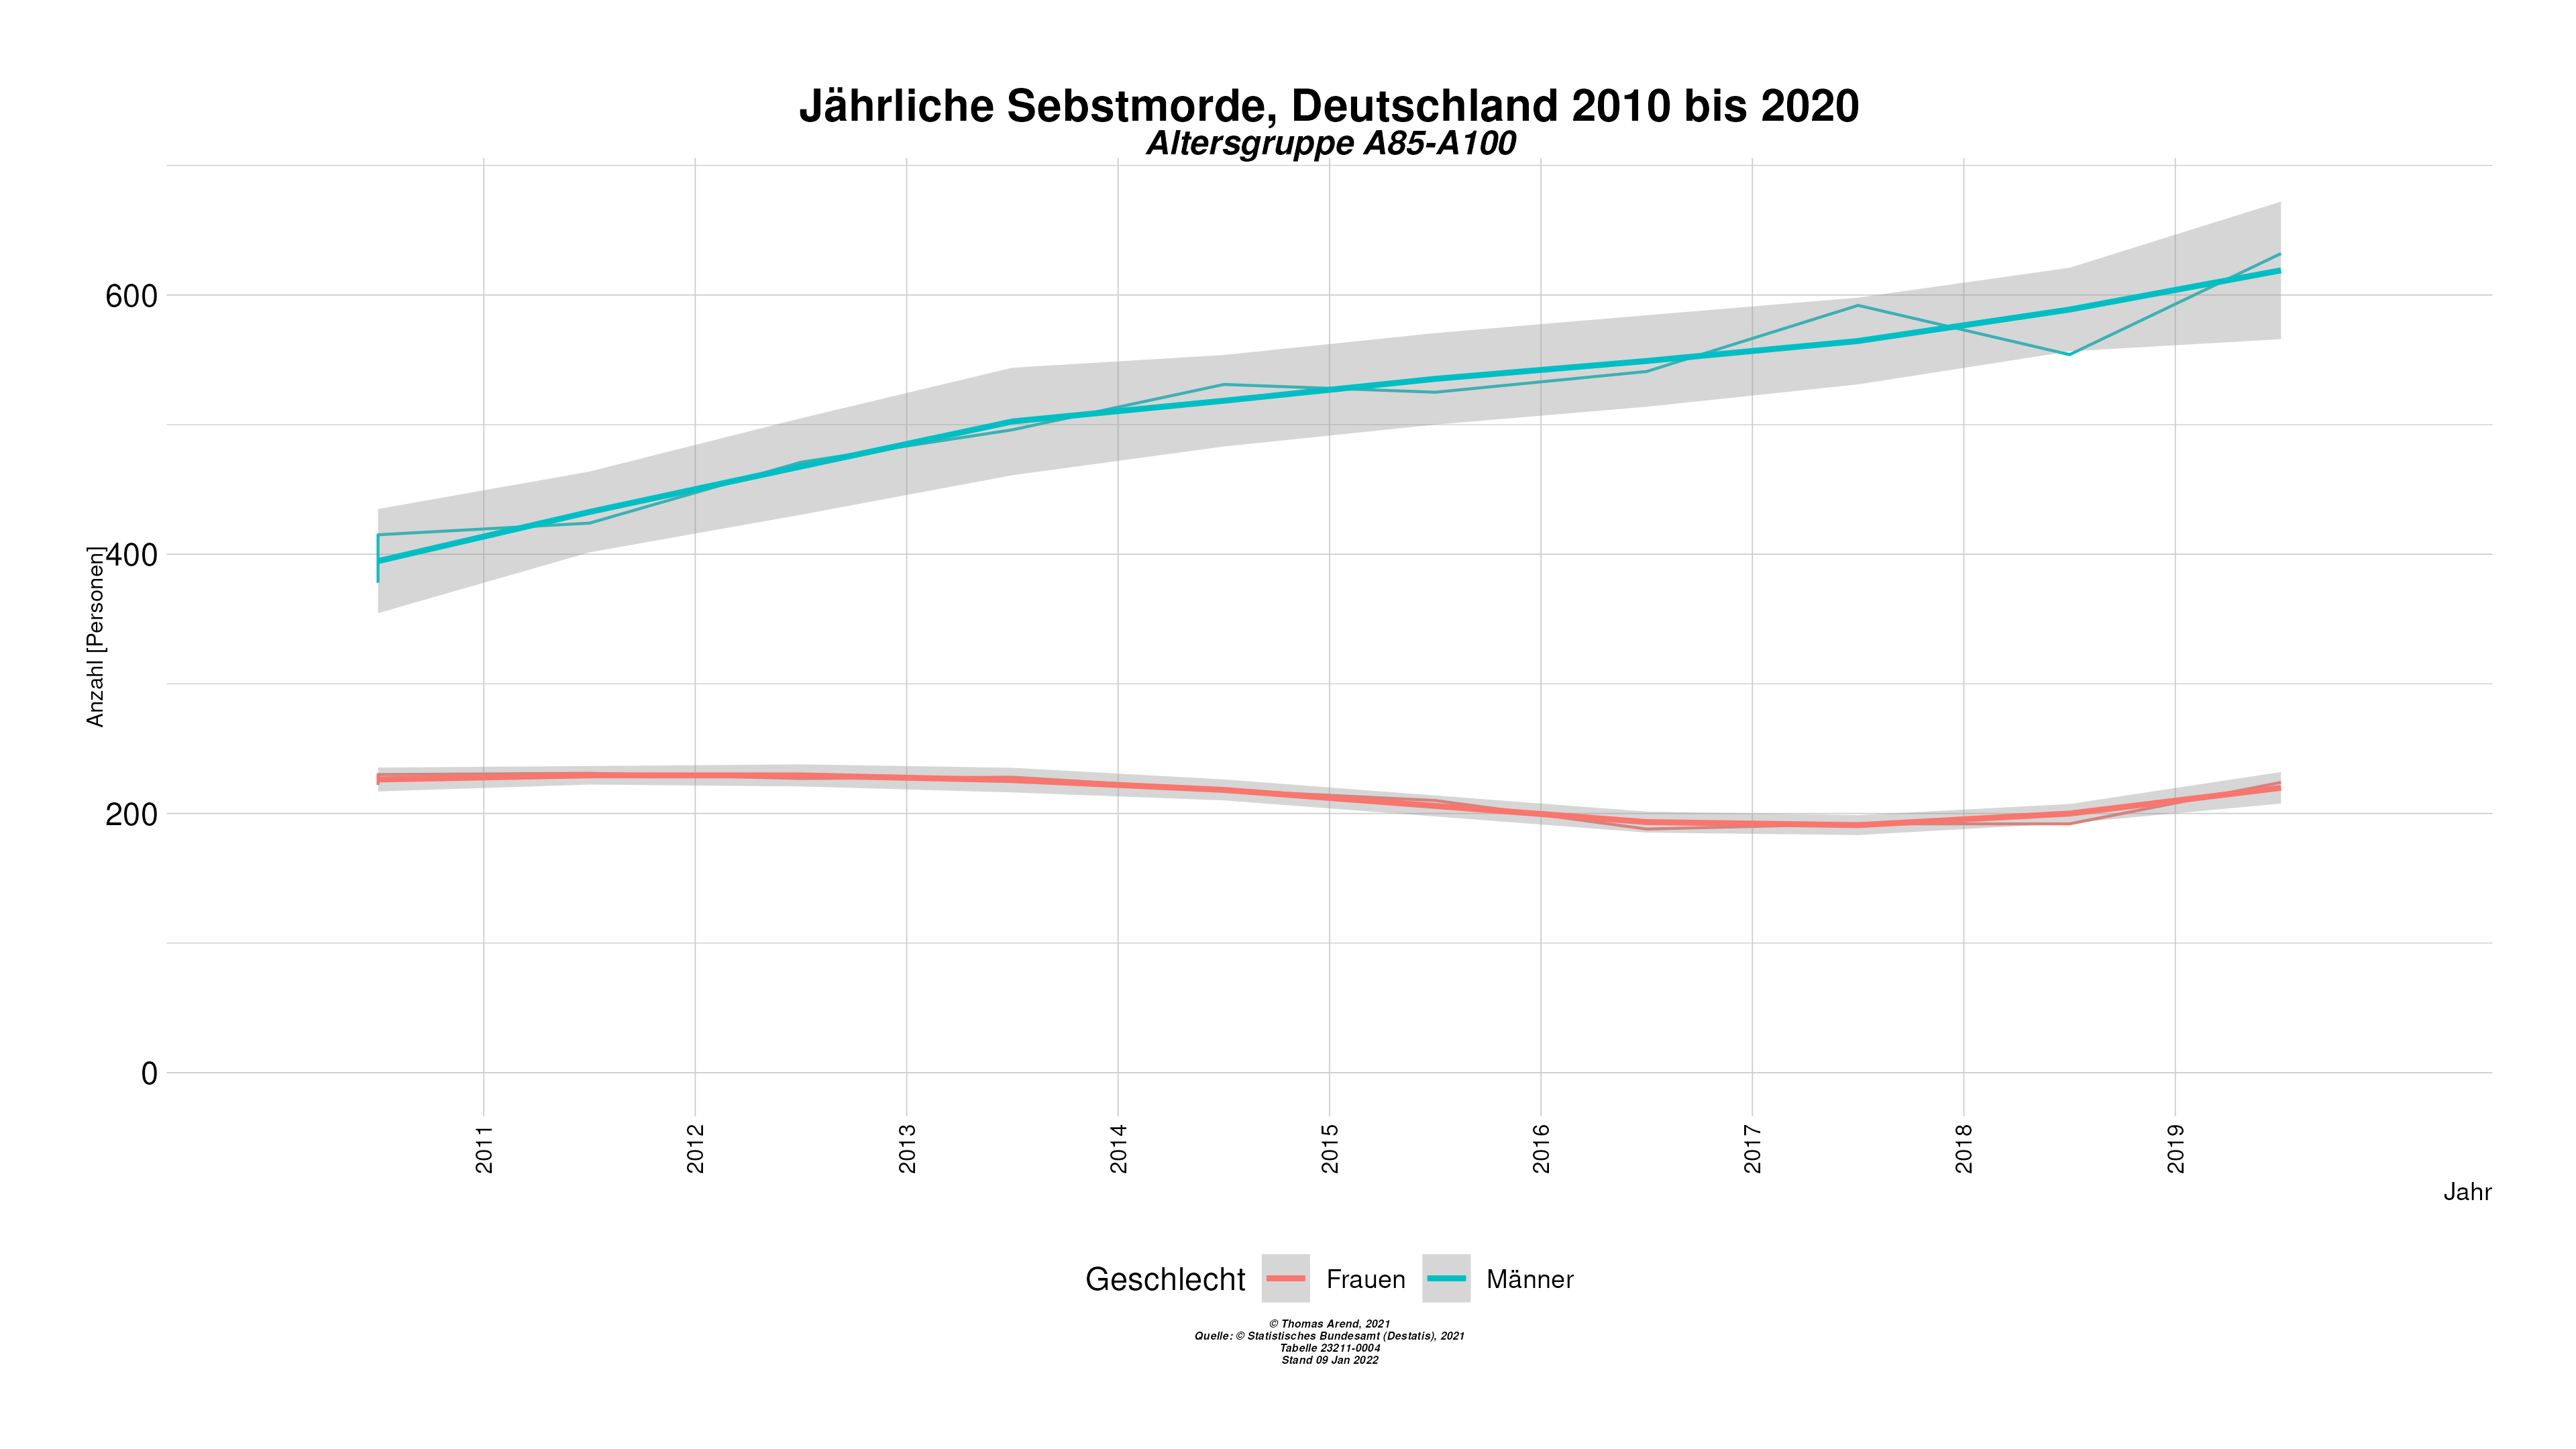 Jährliche Sebstmorde, Deutschland 2010 bis 2020
Altersgruppe A85-A100
Anzahl [Personen]
600
400
200
0
2011
2012
2013
2014
2015
2016
2017
2018
2019
Jahr
Geschlecht Frauen Männer
© Thomas Arend, 2021
Quelle: © Statistisches Bundesamt (Destatis), 2021
Tabelle 23211-0004
Stand 09 Jan 2022